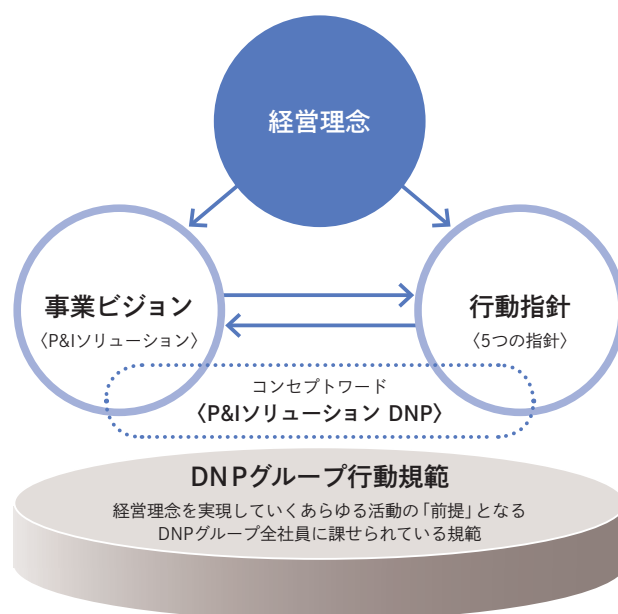 経営理念
事業ビジョン
〈P&Iソリューション〉
行動指針
〈5つの指針〉
コンセプトワード
〈P&Iソリューション DNP〉
DNPグループ行動規範
経営理念を実現していくあらゆる活動の「前提」となる
DNPグループ全社員に課せられている規範